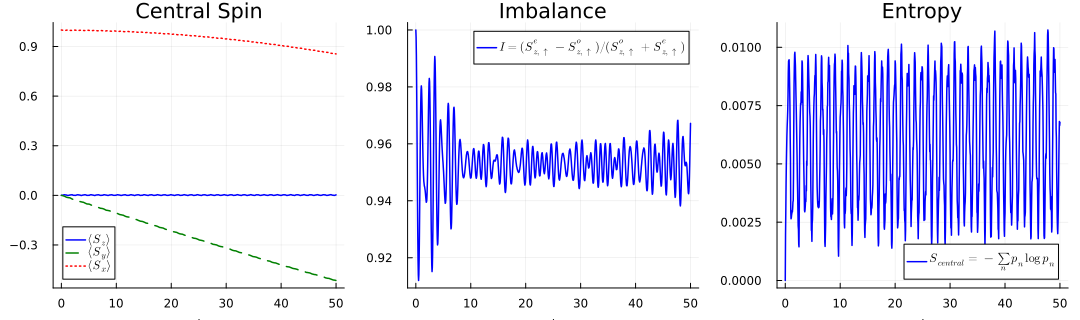 Central Spin
0.9
0.6
0.3
0.0
−0.3
⟨S_z⟩
⟨S_y⟩
⟨S_x⟩
0 10 20 30 40 50
Imbalance
1.00
0.98
0.96
0.94
0.92
I = (S^e_{z,↑} − S^o_{z,↑})/(S^o_{z,↑} + S^e_{z,↑})
0 10 20 30 40 50
Entropy
0.0100
0.0075
0.0050
0.0025
0.0000
S_{central} = − ∑_n p_n log p_n
0 10 20 30 40 50